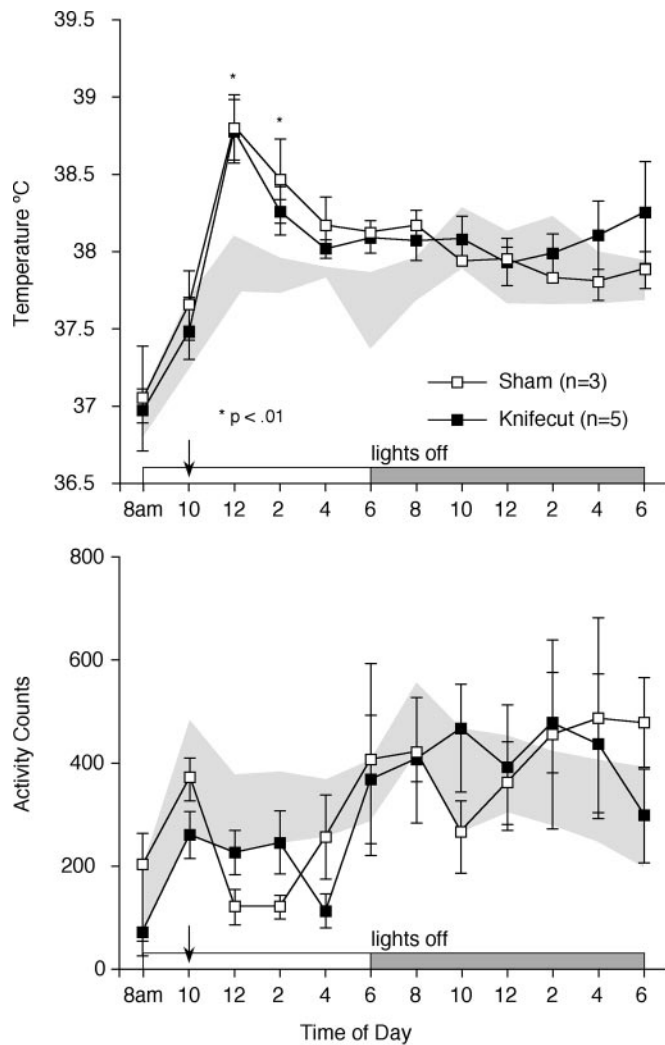 39.5
*
39
*
38.5
Temperature ºC
38
37.5
Sham (n=3)
Knifecut (n=5)
37
* p < .01
lights off
36.5
8am 10 12 2 4 6 8 10 12 2 4 6
800
600
Activity Counts
400
200
lights off
0
8am 10 12 2 4 6 8 10 12 2 4 6
Time of Day